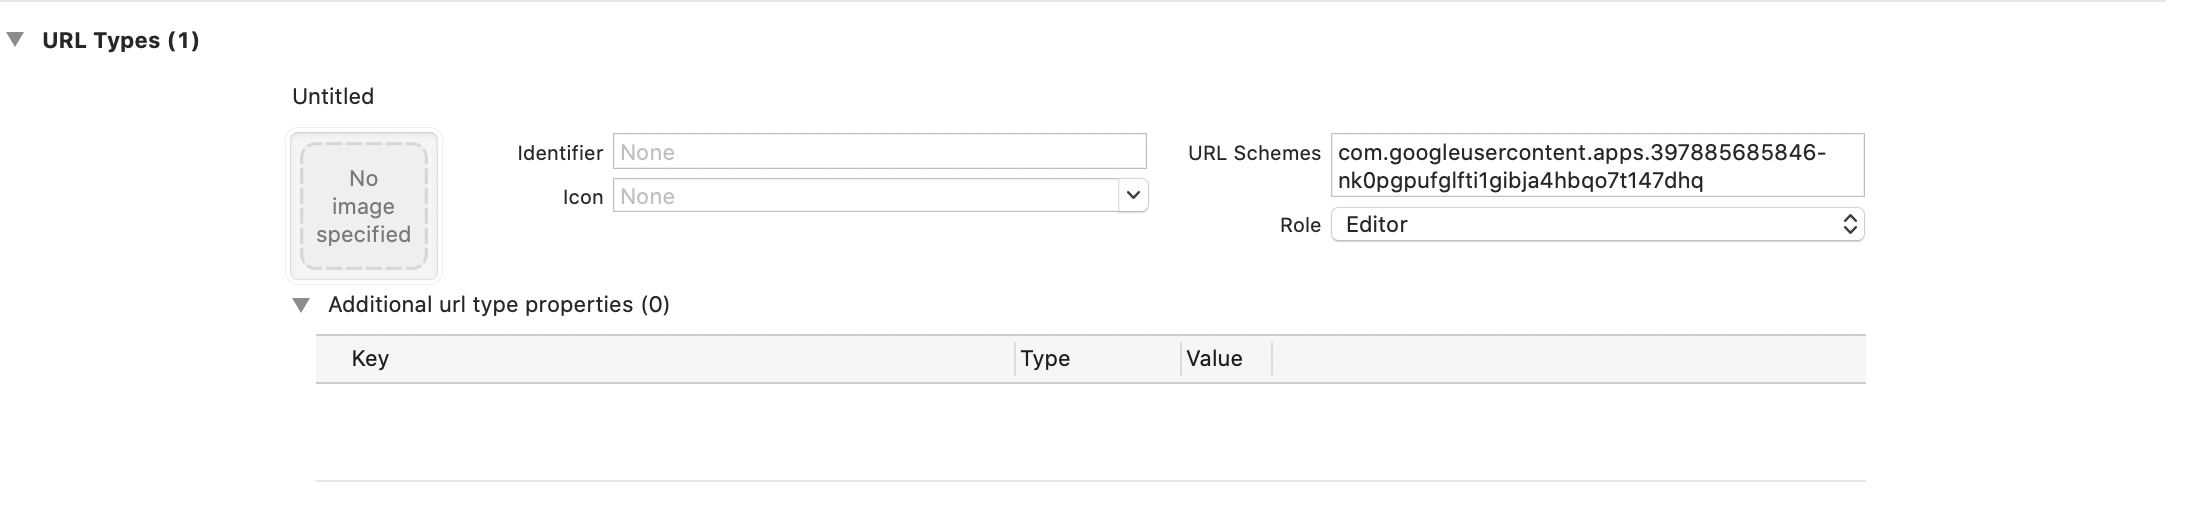 URL Types (1)
Untitled
No
image
specified
Identifier None
Icon None
URL Schemes com.googleusercontent.apps.397885685846-
nk0pgpufglfti1gibja4hbqo7t147dhq
Role Editor
Additional url type properties (0)
Key Type Value